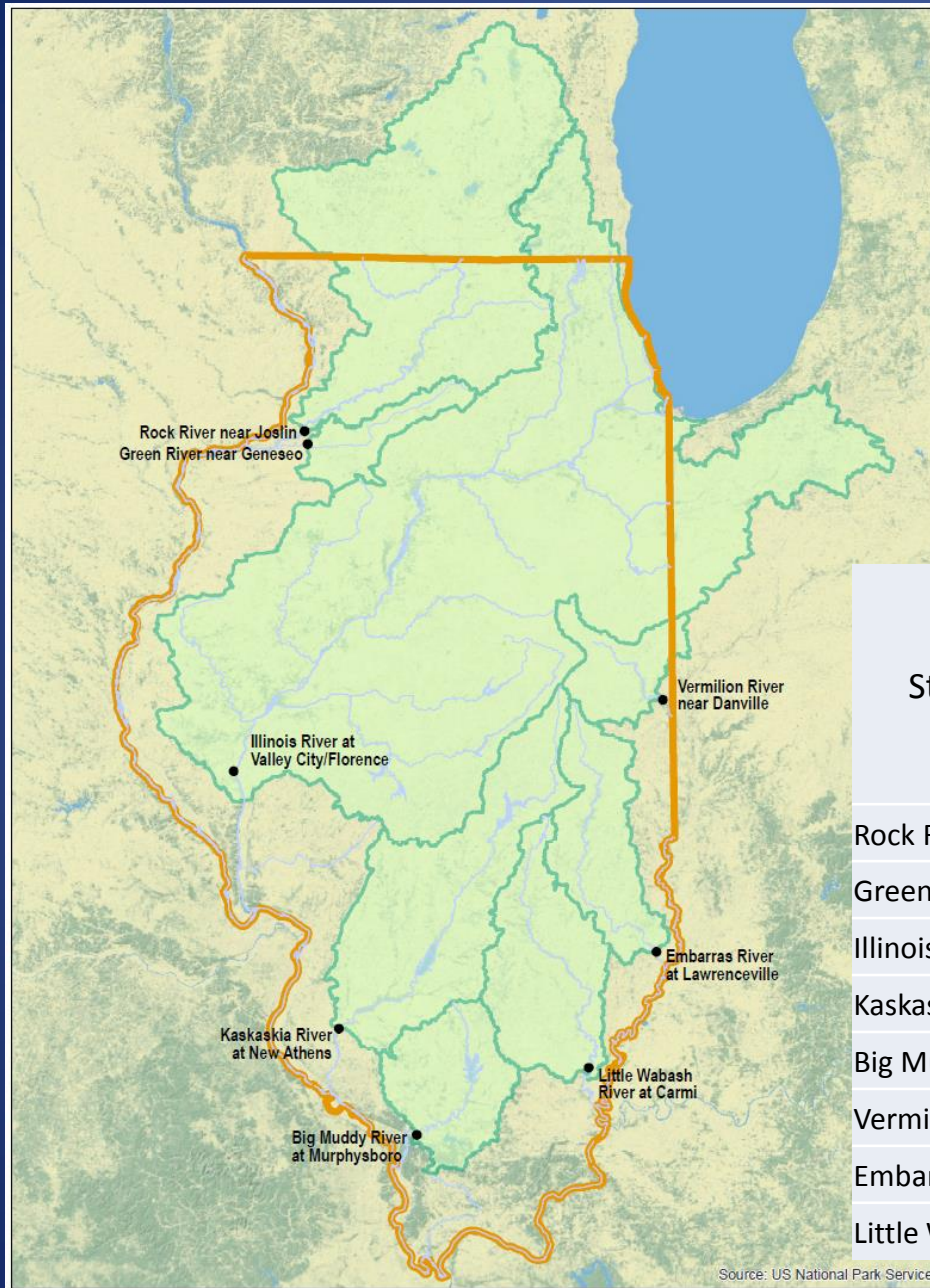 Rock River near Joslin
Green River near Geneseo
Vermilion River
near Danville
Illinois River at
Valley City/Florence
Embarras River
at Lawrenceville
Kaskaskia River
at New Athens
Little Wabash
River at Carmi
Big Muddy River
at Murphysboro
St
Rock
Green
Illinois
Kaskas
Big M
Vermi
Embar
Little
Source: US National Park Service